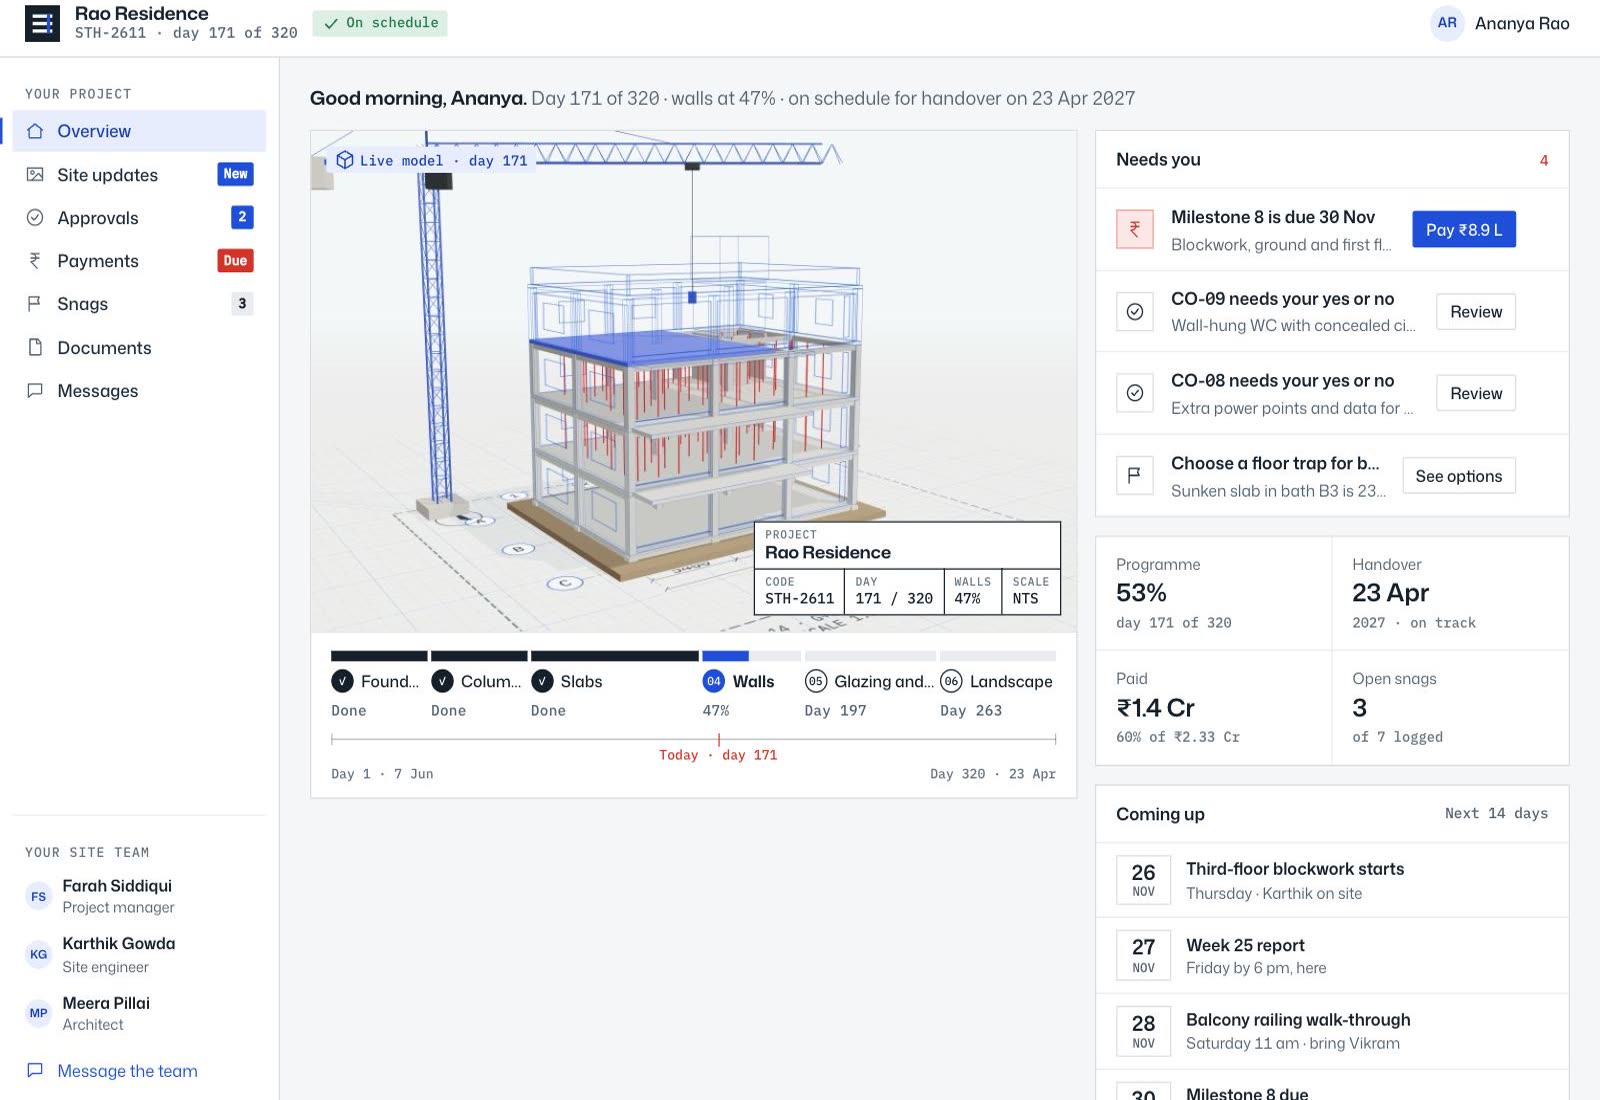 Rao Residence
STH-2611 · day 171 of 320
On schedule
AR
Ananya Rao
YOUR PROJECT
Overview
Site updates
New
Approvals
2
Payments
Due
Snags
3
Documents
Messages
YOUR SITE TEAM
FS
Farah Siddiqui
Project manager
KG
Karthik Gowda
Site engineer
MP
Meera Pillai
Architect
Message the team
Good morning, Ananya. Day 171 of 320 · walls at 47% · on schedule for handover on 23 Apr 2027
Live model · day 171
B
C
PROJECT
Rao Residence
CODE
STH-2611
DAY
171 / 320
WALLS
47%
SCALE
NTS
Found...
Done
Colum...
Done
Slabs
Done
04
Walls
47%
05
Glazing and...
Day 197
06
Landscape
Day 263
Today · day 171
Day 1 · 7 Jun
Day 320 · 23 Apr
Needs you
4
₹
Milestone 8 is due 30 Nov
Blockwork, ground and first fl...
Pay ₹8.9 L
CO-09 needs your yes or no
Wall-hung WC with concealed ci...
Review
CO-08 needs your yes or no
Extra power points and data for ...
Review
Choose a floor trap for b...
Sunken slab in bath B3 is 23...
See options
Programme
53%
day 171 of 320
Handover
23 Apr
2027 · on track
Paid
₹1.4 Cr
60% of ₹2.33 Cr
Open snags
3
of 7 logged
Coming up
Next 14 days
26
NOV
Third-floor blockwork starts
Thursday · Karthik on site
27
NOV
Week 25 report
Friday by 6 pm, here
28
NOV
Balcony railing walk-through
Saturday 11 am · bring Vikram
30
Milestone 8 due